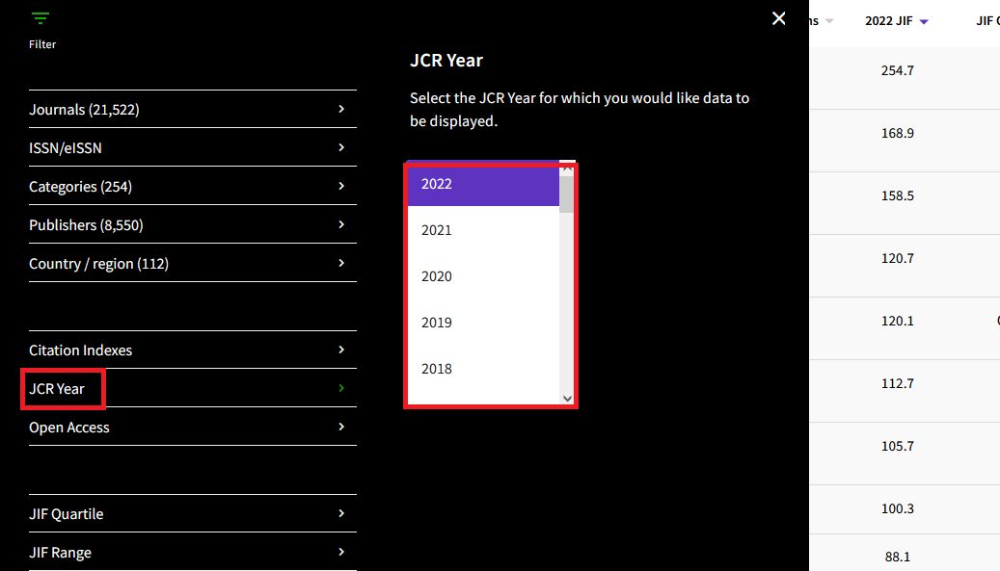 Filter
Journals (21,522)
ISSN/eISSN
Categories (254)
Publishers (8,550)
Country / region (112)
Citation Indexes
JCR Year
Open Access
JIF Quartile
JIF Range
JCR Year
Select the JCR Year for which you would like data to
be displayed.
2022
2021
2020
2019
2018
2022 JIF
254.7
168.9
158.5
120.7
120.1
112.7
105.7
100.3
88.1